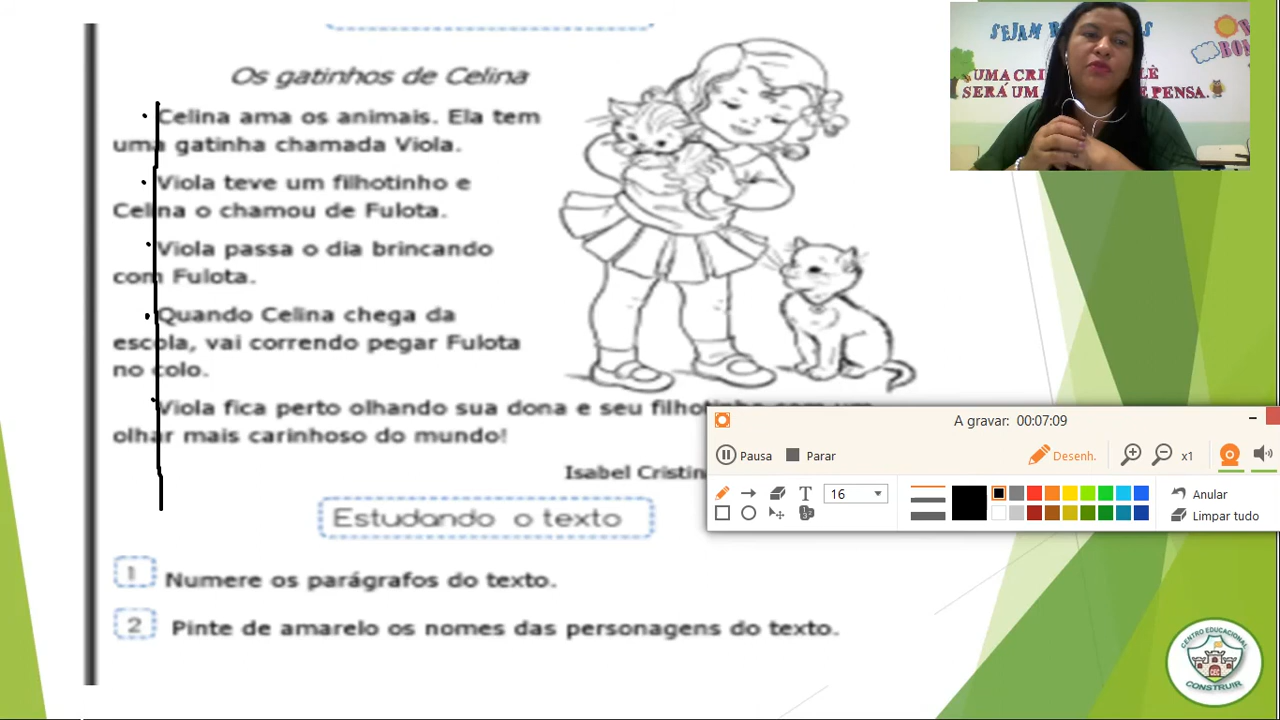 Os gatinhos de Celina
Celina ama os animais. Ela tem
uma gatinha chamada Viola.
Viola teve um filhotinho e
Celina o chamou de Fulota.
Viola passa o dia brincando
com Fulota.
Quando Celina chega da
escola, vai correndo pegar Fulota
no colo.
Viola fica perto olhando sua dona e seu
olhar mais carinhoso do mundo!
Isabel
Estudando o texto
1 Numere os parágrafos do texto.
2 Pinte de amarelo os nomes das personagens do texto.
SEJAM
UMA
SERÁ UM
PENSA.
A gravar: 00:07:09
Pausa Parar Desenh. x1
T 16 Anular
Limpar tudo
CENTRO EDUCACIONAL
CEC
CONSTRUIR